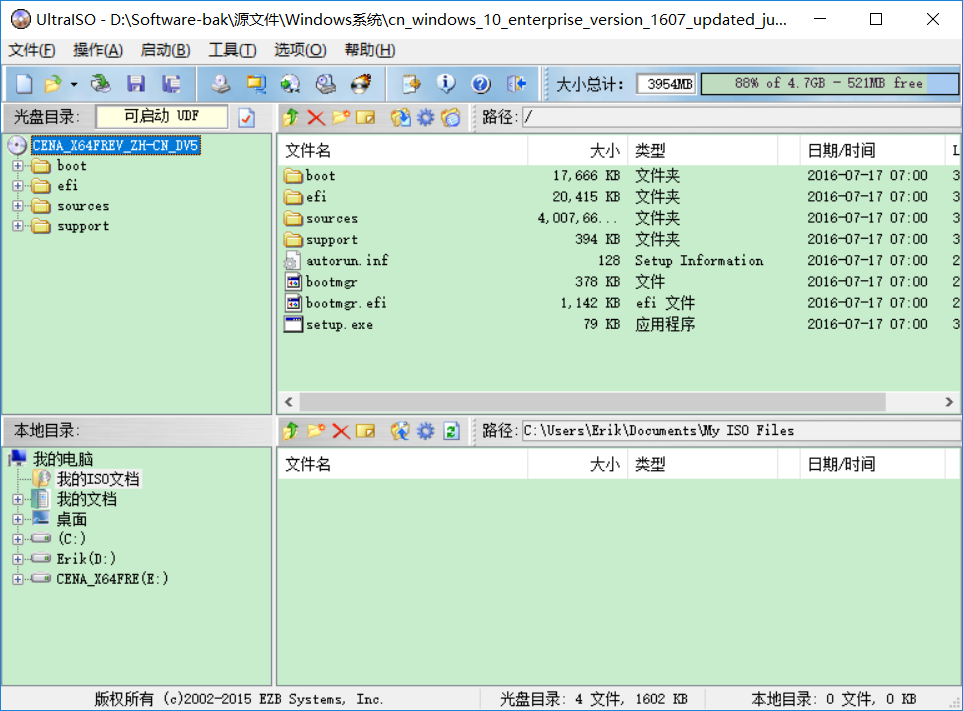 UltraISO - D:\Software-bak\源文件\Windows系统\cn_windows_10_enterprise_version_1607_updated_ju...
文件(F) 操作(A) 启动(B) 工具(T) 选项(O) 帮助(H)
大小总计: 3954MB 88% of 4.7GB - 521MB free
光盘目录: 可启动 UDF 路径: /
CENA_X64FREV_ZH-CN_DV5
boot
efi
sources
support
文件名 大小 类型 日期/时间 L
boot 17,666 KB 文件夹 2016-07-17 07:00 3
efi 20,415 KB 文件夹 2016-07-17 07:00 3
sources 4,007,66... 文件夹 2016-07-17 07:00 3
support 394 KB 文件夹 2016-07-17 07:00 3
autorun.inf 128 Setup Information 2016-07-17 07:00 2
bootmgr 378 KB 文件 2016-07-17 07:00 2
bootmgr.efi 1,142 KB efi 文件 2016-07-17 07:00 2
setup.exe 79 KB 应用程序 2016-07-17 07:00 3
本地目录: 路径: C:\Users\Erik\Documents\My ISO Files
我的电脑
我的ISO文档
我的文档
桌面
(C:)
Erik(D:)
CENA_X64FRE(E:)
文件名 大小 类型 日期/时间
版权所有 (c)2002-2015 EZB Systems, Inc. 光盘目录: 4 文件, 1602 KB 本地目录: 0 文件, 0 KB